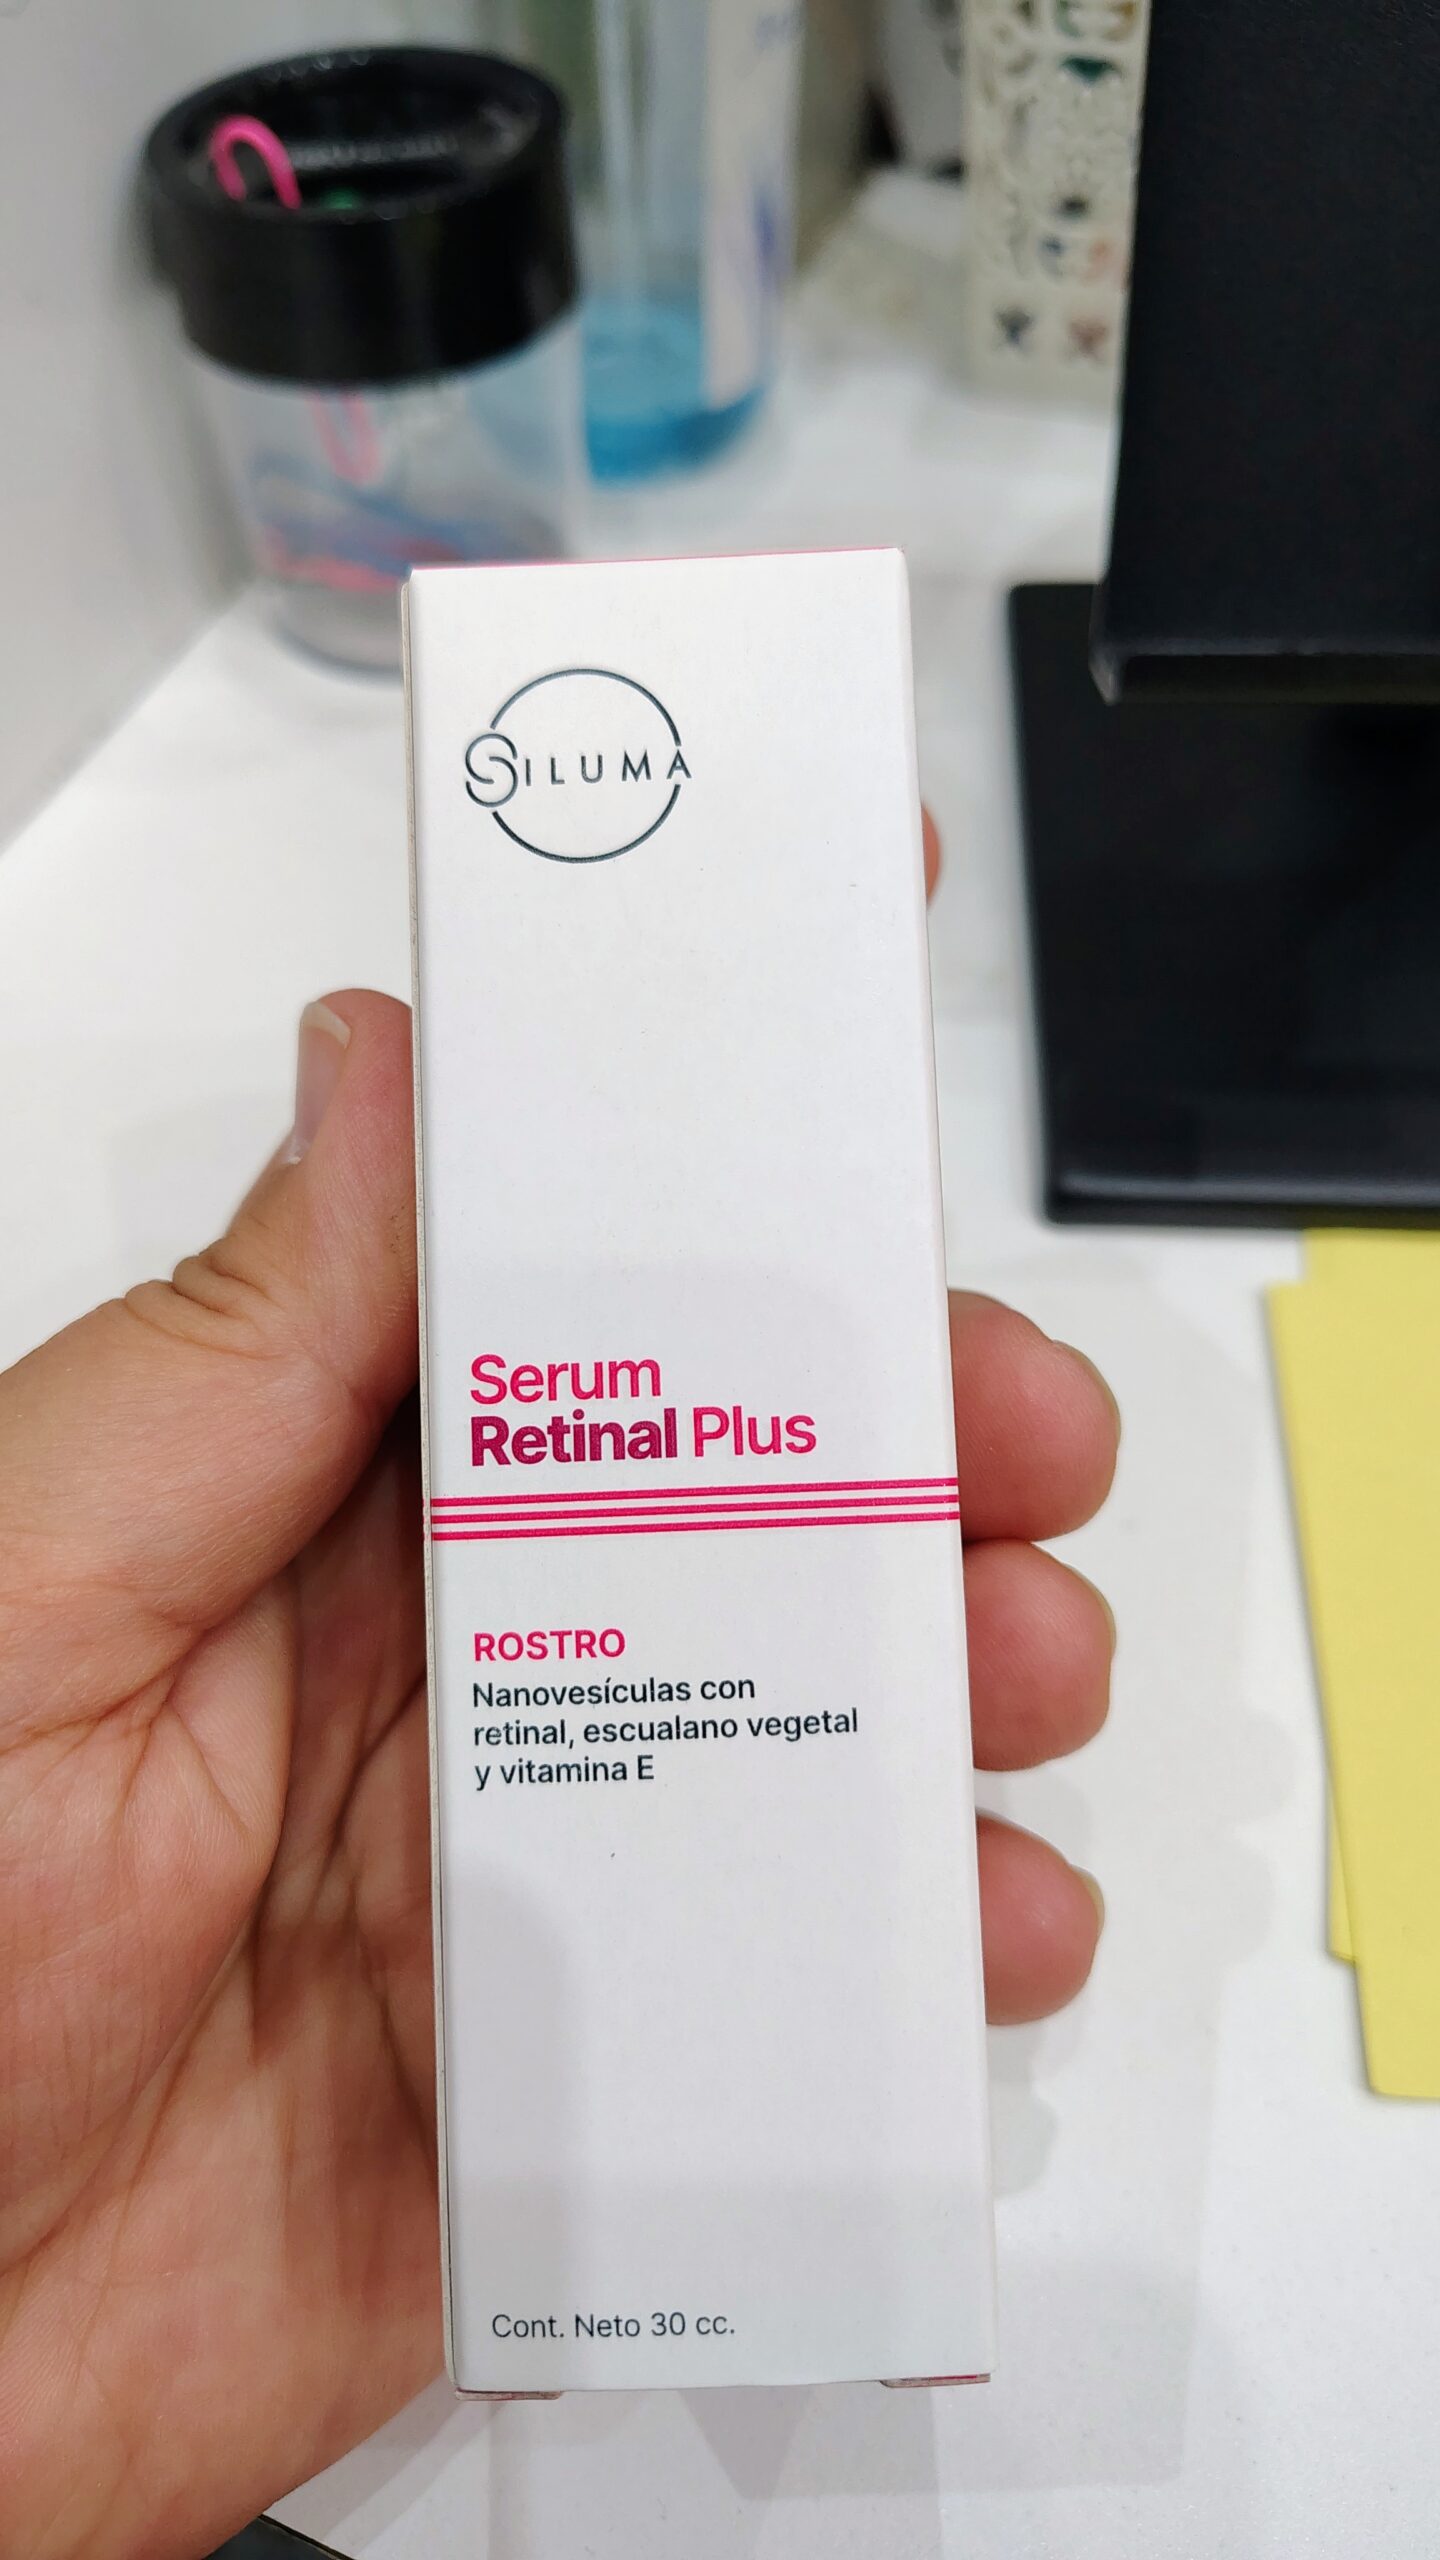 SILUMA
Serum
Retinal Plus
ROSTRO
Nanovesículas con
retinal, escualano vegetal
y vitamina E
Cont. Neto 30 cc.